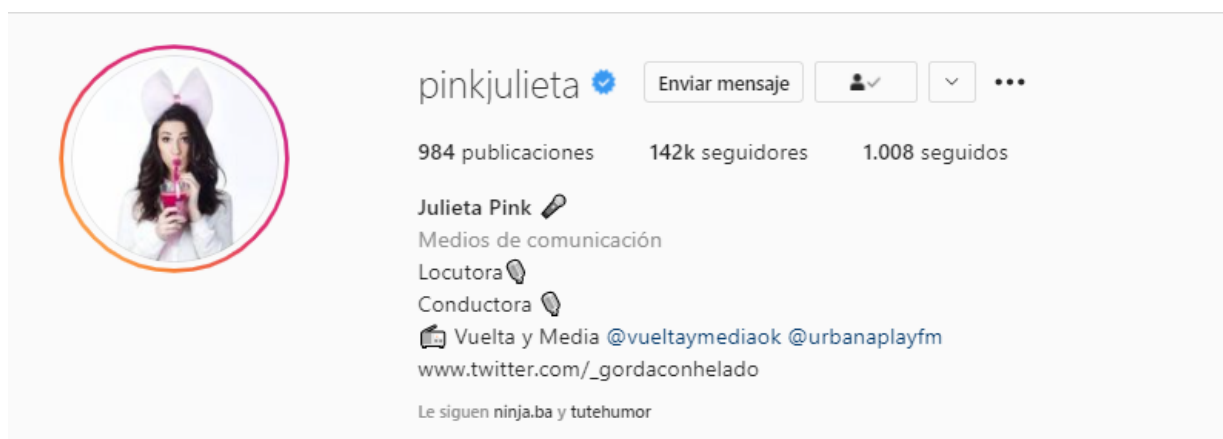 pinkjulieta
Enviar mensaje
984 publicaciones 142k seguidores 1.008 seguidos
Julieta Pink
Medios de comunicación
Locutora
Conductora
Vuelta y Media @vueltaymediaok @urbanaplayfm
www.twitter.com/_gordaconhelado
Le siguen ninja.ba y tutehumor